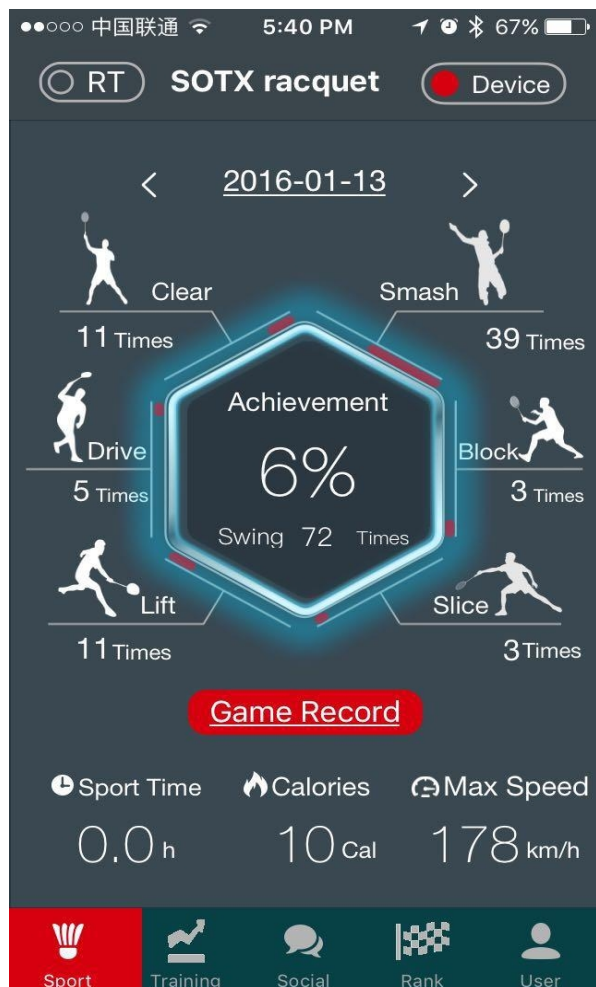 中国联通 5:40 PM 67%
RT SOTX racquet Device
< 2016-01-13 >
Clear Smash
11 Times 39 Times
Achievement
Drive 6% Block
5 Times 3 Times
Swing 72 Times
Lift Slice
11 Times 3 Times
Game Record
Sport Time Calories Max Speed
0.0 h 10 Cal 178 km/h
Sport Training Social Rank User